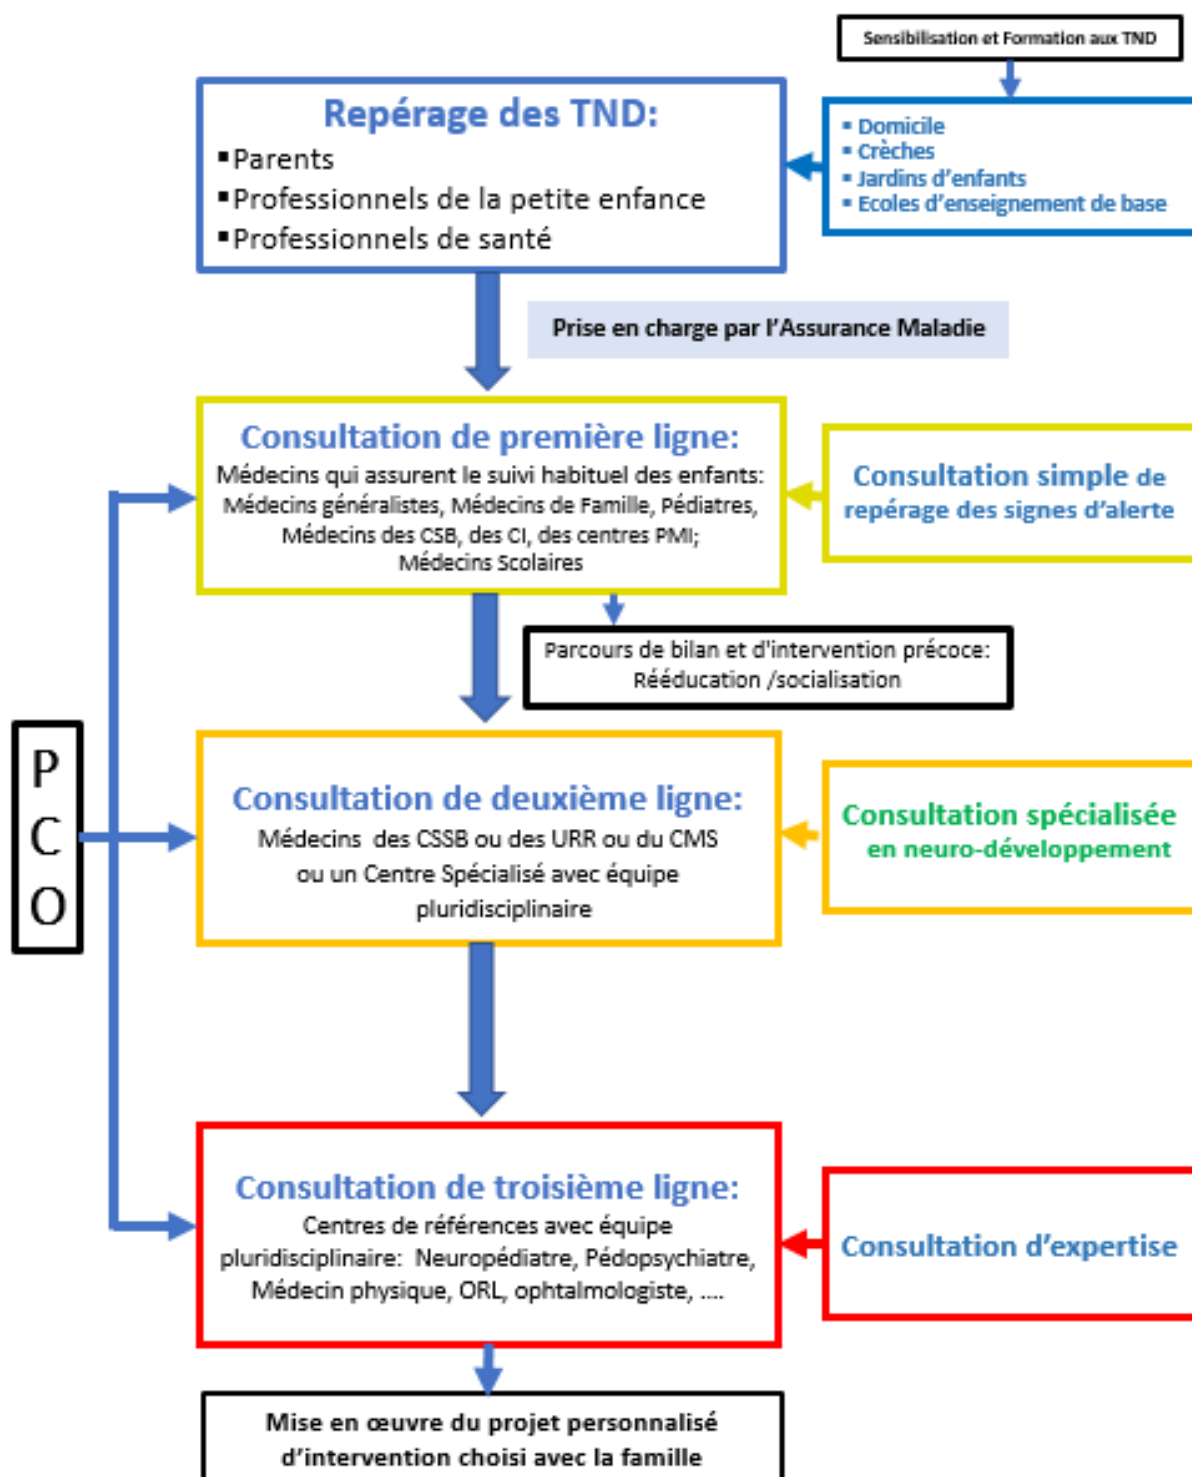 Sensibilisation et Formation aux TND
Repérage des TND:
▪Parents
▪Professionnels de la petite enfance
▪Professionnels de santé
▪ Domicile
▪ Crèches
▪ Jardins d'enfants
▪ Ecoles d'enseignement de base
Prise en charge par l'Assurance Maladie
Consultation de première ligne:
Médecins qui assurent le suivi habituel des enfants:
Médecins généralistes, Médecins de Famille, Pédiatres,
Médecins des CSB, des CI, des centres PMI;
Médecins Scolaires
Consultation simple de
repérage des signes d'alerte
Parcours de bilan et d'intervention précoce:
Rééducation /socialisation
P
C
O
Consultation de deuxième ligne:
Médecins des CSSB ou des URR ou du CMS
ou un Centre Spécialisé avec équipe
pluridisciplinaire
Consultation spécialisée
en neuro-développement
Consultation de troisième ligne:
Centres de références avec équipe
pluridisciplinaire: Neuropédiatre, Pédopsychiatre,
Médecin physique, ORL, ophtalmologiste, ....
Consultation d'expertise
Mise en œuvre du projet personnalisé
d'intervention choisi avec la famille